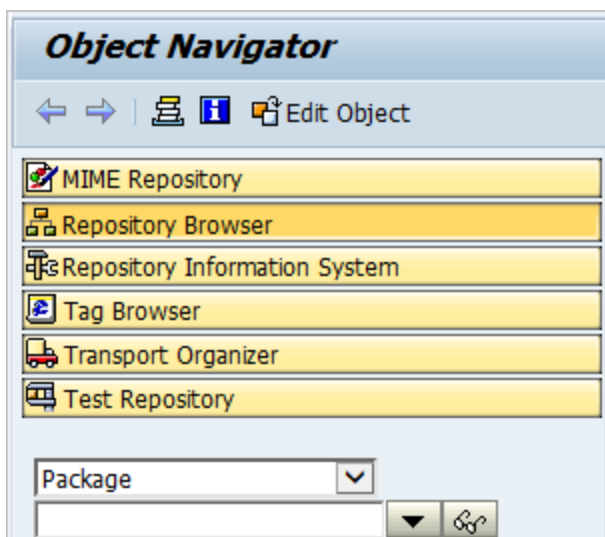 Object Navigator
Edit Object
MIME Repository
Repository Browser
Repository Information System
Tag Browser
Transport Organizer
Test Repository
Package